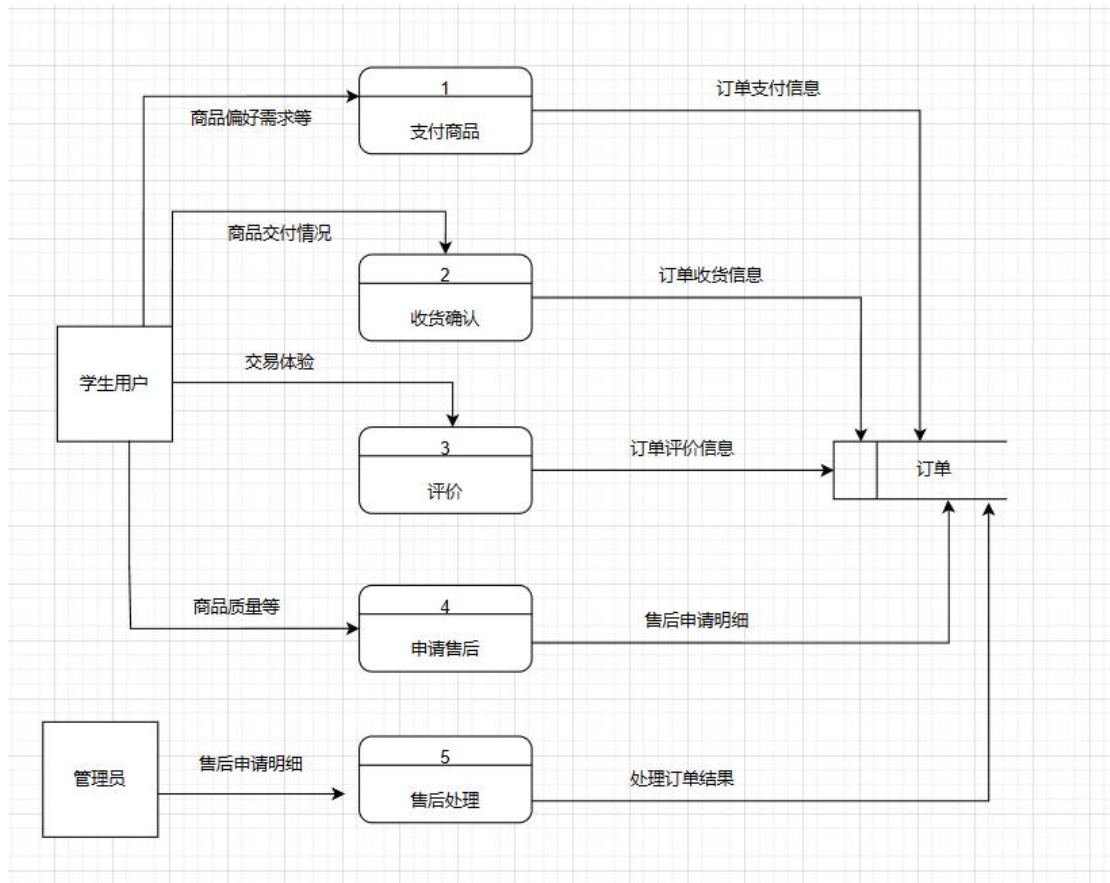 1
支付商品
商品偏好需求等
订单支付信息
商品交付情况
2
收货确认
订单收货信息
学生用户
交易体验
3
评价
订单评价信息
订单
商品质量等
4
申请售后
售后申请明细
管理员
售后申请明细
5
售后处理
处理订单结果